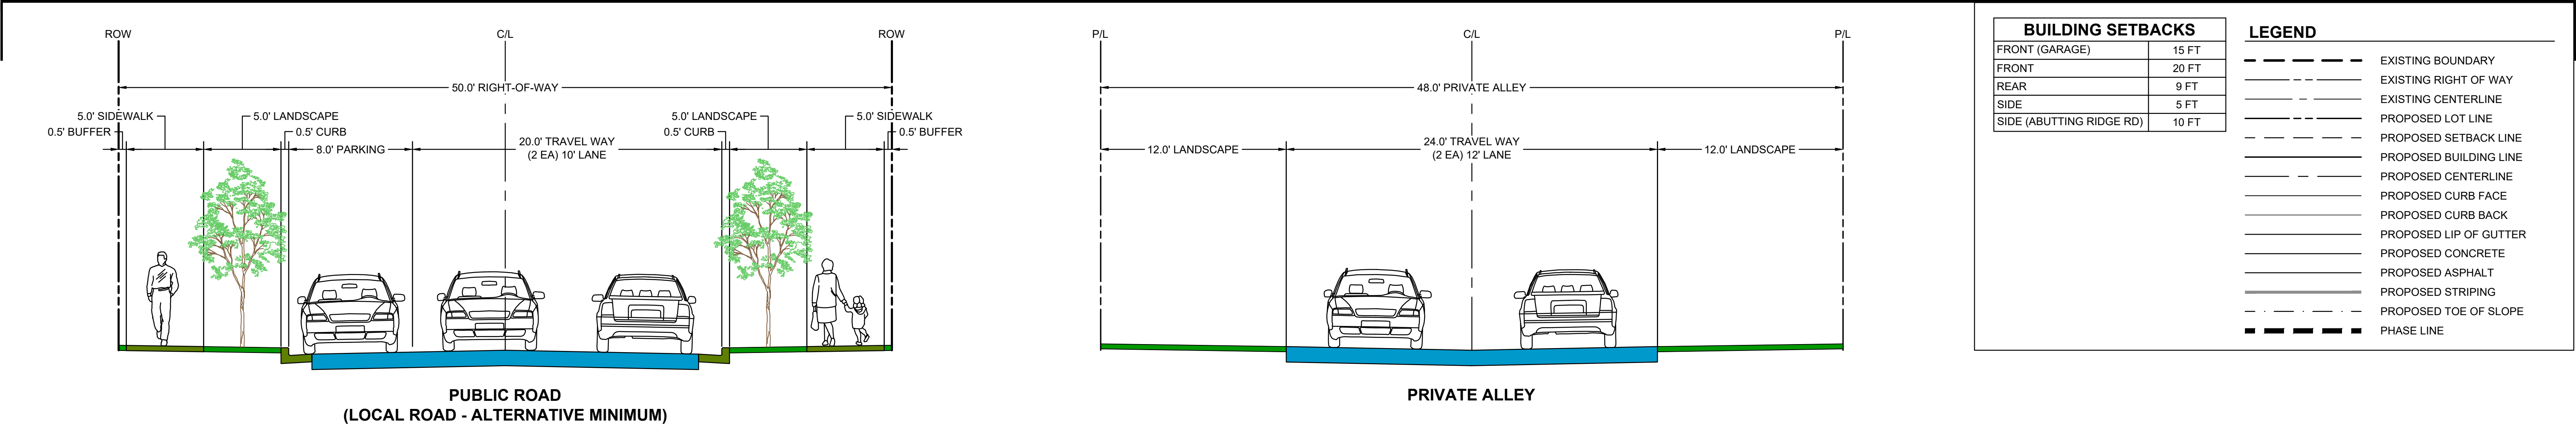 ROW
C/L
ROW
50.0' RIGHT-OF-WAY
5.0' SIDEWALK
5.0' LANDSCAPE
5.0' LANDSCAPE
5.0' SIDEWALK
0.5' BUFFER
0.5' CURB
0.5' CURB
0.5' BUFFER
8.0' PARKING
20.0' TRAVEL WAY
(2 EA) 10' LANE
PUBLIC ROAD
(LOCAL ROAD - ALTERNATIVE MINIMUM)
P/L
C/L
P/L
48.0' PRIVATE ALLEY
12.0' LANDSCAPE
24.0' TRAVEL WAY
(2 EA) 12' LANE
12.0' LANDSCAPE
PRIVATE ALLEY
BUILDING SETBACKS
FRONT (GARAGE) 15 FT
FRONT 20 FT
REAR 9 FT
SIDE 5 FT
SIDE (ABUTTING RIDGE RD) 10 FT
LEGEND
EXISTING BOUNDARY
EXISTING RIGHT OF WAY
EXISTING CENTERLINE
PROPOSED LOT LINE
PROPOSED SETBACK LINE
PROPOSED BUILDING LINE
PROPOSED CENTERLINE
PROPOSED CURB FACE
PROPOSED CURB BACK
PROPOSED LIP OF GUTTER
PROPOSED CONCRETE
PROPOSED ASPHALT
PROPOSED STRIPING
PROPOSED TOE OF SLOPE
PHASE LINE